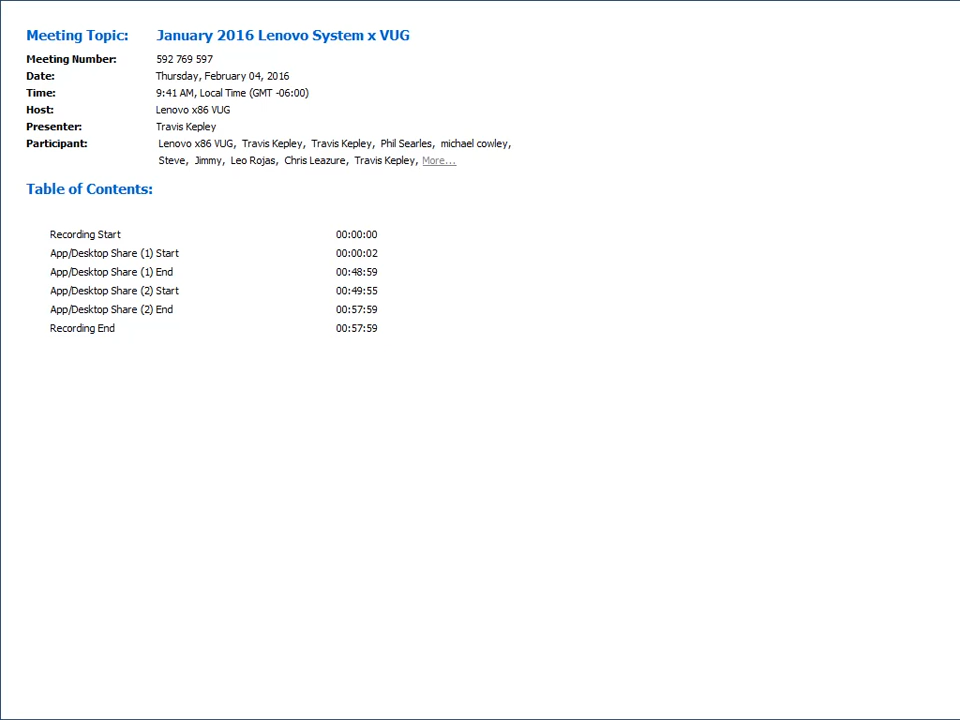 Meeting Topic: January 2016 Lenovo System x VUG
Meeting Number: 592 769 597
Date: Thursday, February 04, 2016
Time: 9:41 AM, Local Time (GMT -06:00)
Host: Lenovo x86 VUG
Presenter: Travis Kepley
Participant: Lenovo x86 VUG, Travis Kepley, Travis Kepley, Phil Searles, michael cowley,
Steve, Jimmy, Leo Rojas, Chris Leazure, Travis Kepley, More...
Table of Contents:
Recording Start 00:00:00
App/Desktop Share (1) Start 00:00:02
App/Desktop Share (1) End 00:48:59
App/Desktop Share (2) Start 00:49:55
App/Desktop Share (2) End 00:57:59
Recording End 00:57:59